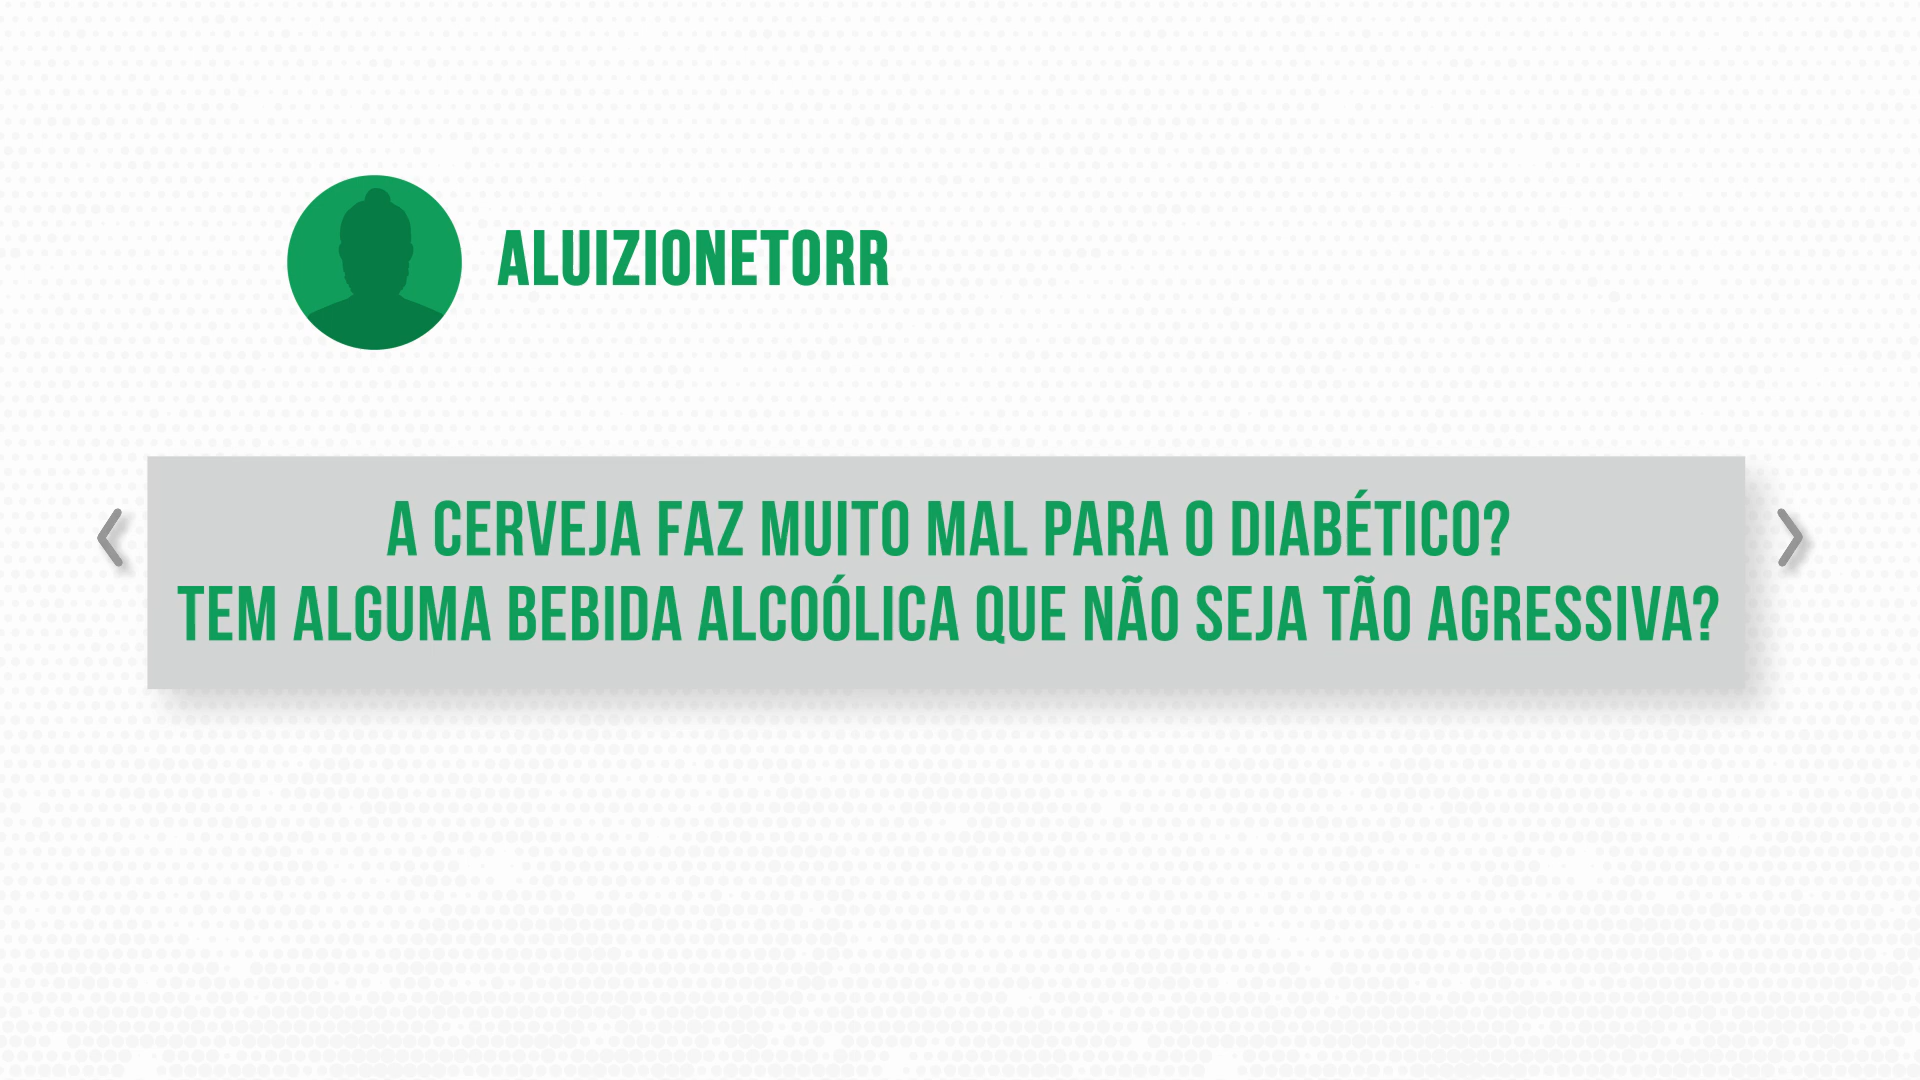 ALUIZIONETORR
A CERVEJA FAZ MUITO MAL PARA O DIABÉTICO?
TEM ALGUMA BEBIDA ALCOÓLICA QUE NÃO SEJA TÃO AGRESSIVA?